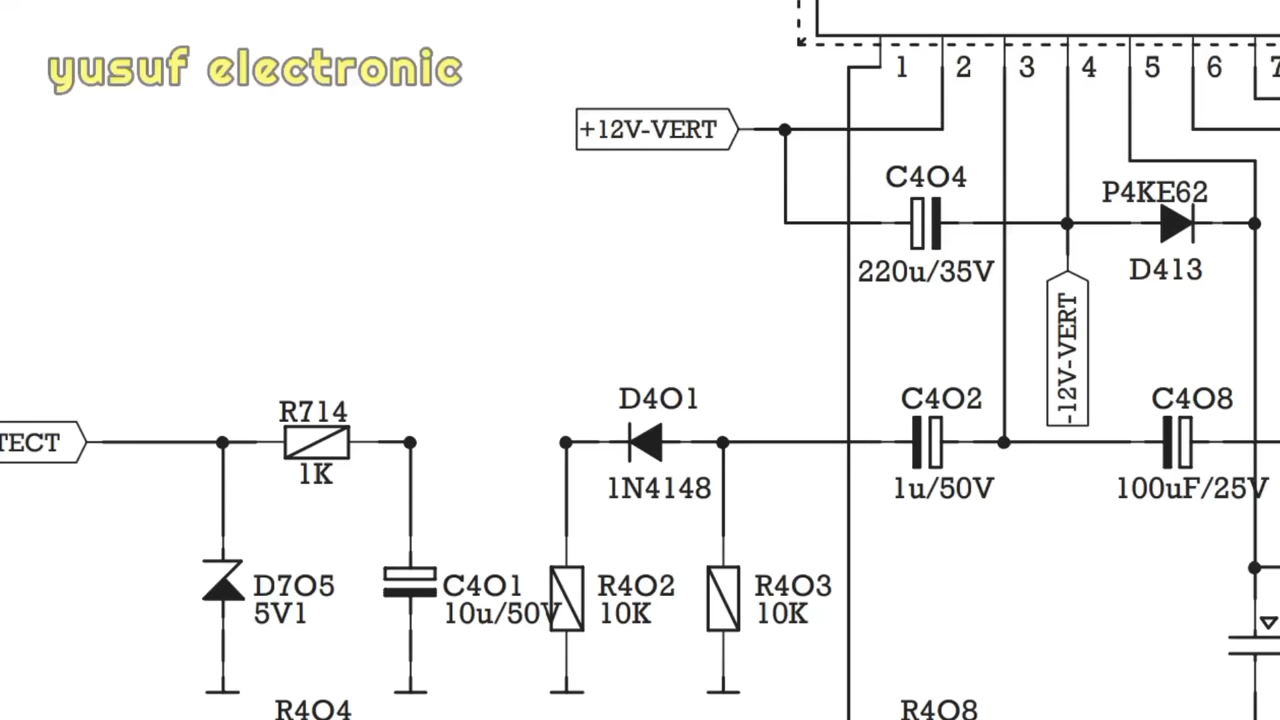 yusuf electronic
1 2 3 4 5 6 7
+12V-VERT
C404
220u/35V
P4KE62
D413
-12V-VERT
TECT
R714
1K
D401
1N4148
C402
1u/50V
C408
100uF/25V
D705
5V1
C401
10u/50V
R402
10K
R403
10K
R404
R408